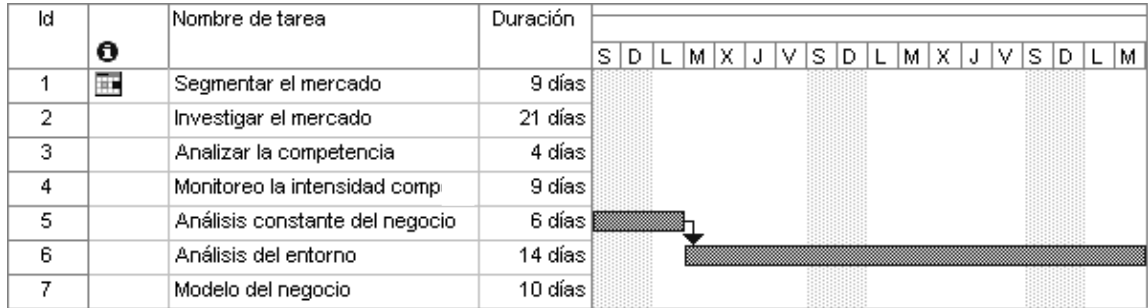 Id Nombre de tarea Duración
S D L M X J V S D L M X J V S D L M
1 Segmentar el mercado 9 días
2 Investigar el mercado 21 días
3 Analizar la competencia 4 días
4 Monitoreo la intensidad comp 9 días
5 Análisis constante del negocio 6 días
6 Análisis del entorno 14 días
7 Modelo del negocio 10 días